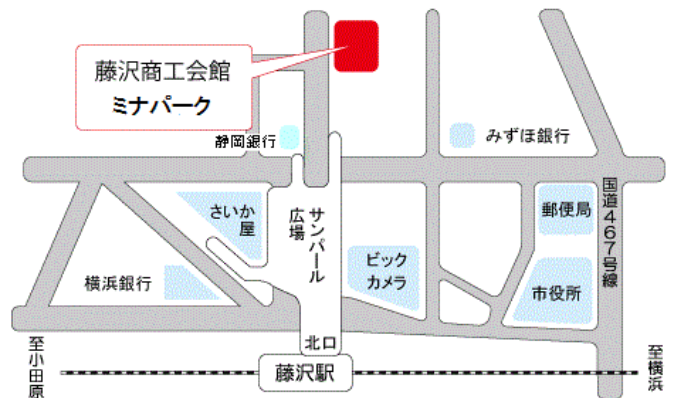 藤沢商工会館
ミナパーク
静岡銀行
みずほ銀行
さいか
屋
サンパール
広場
郵便局
国道467号線
ビック
カメラ
横浜銀行
市役所
北口
藤沢駅
至小田原
至横浜